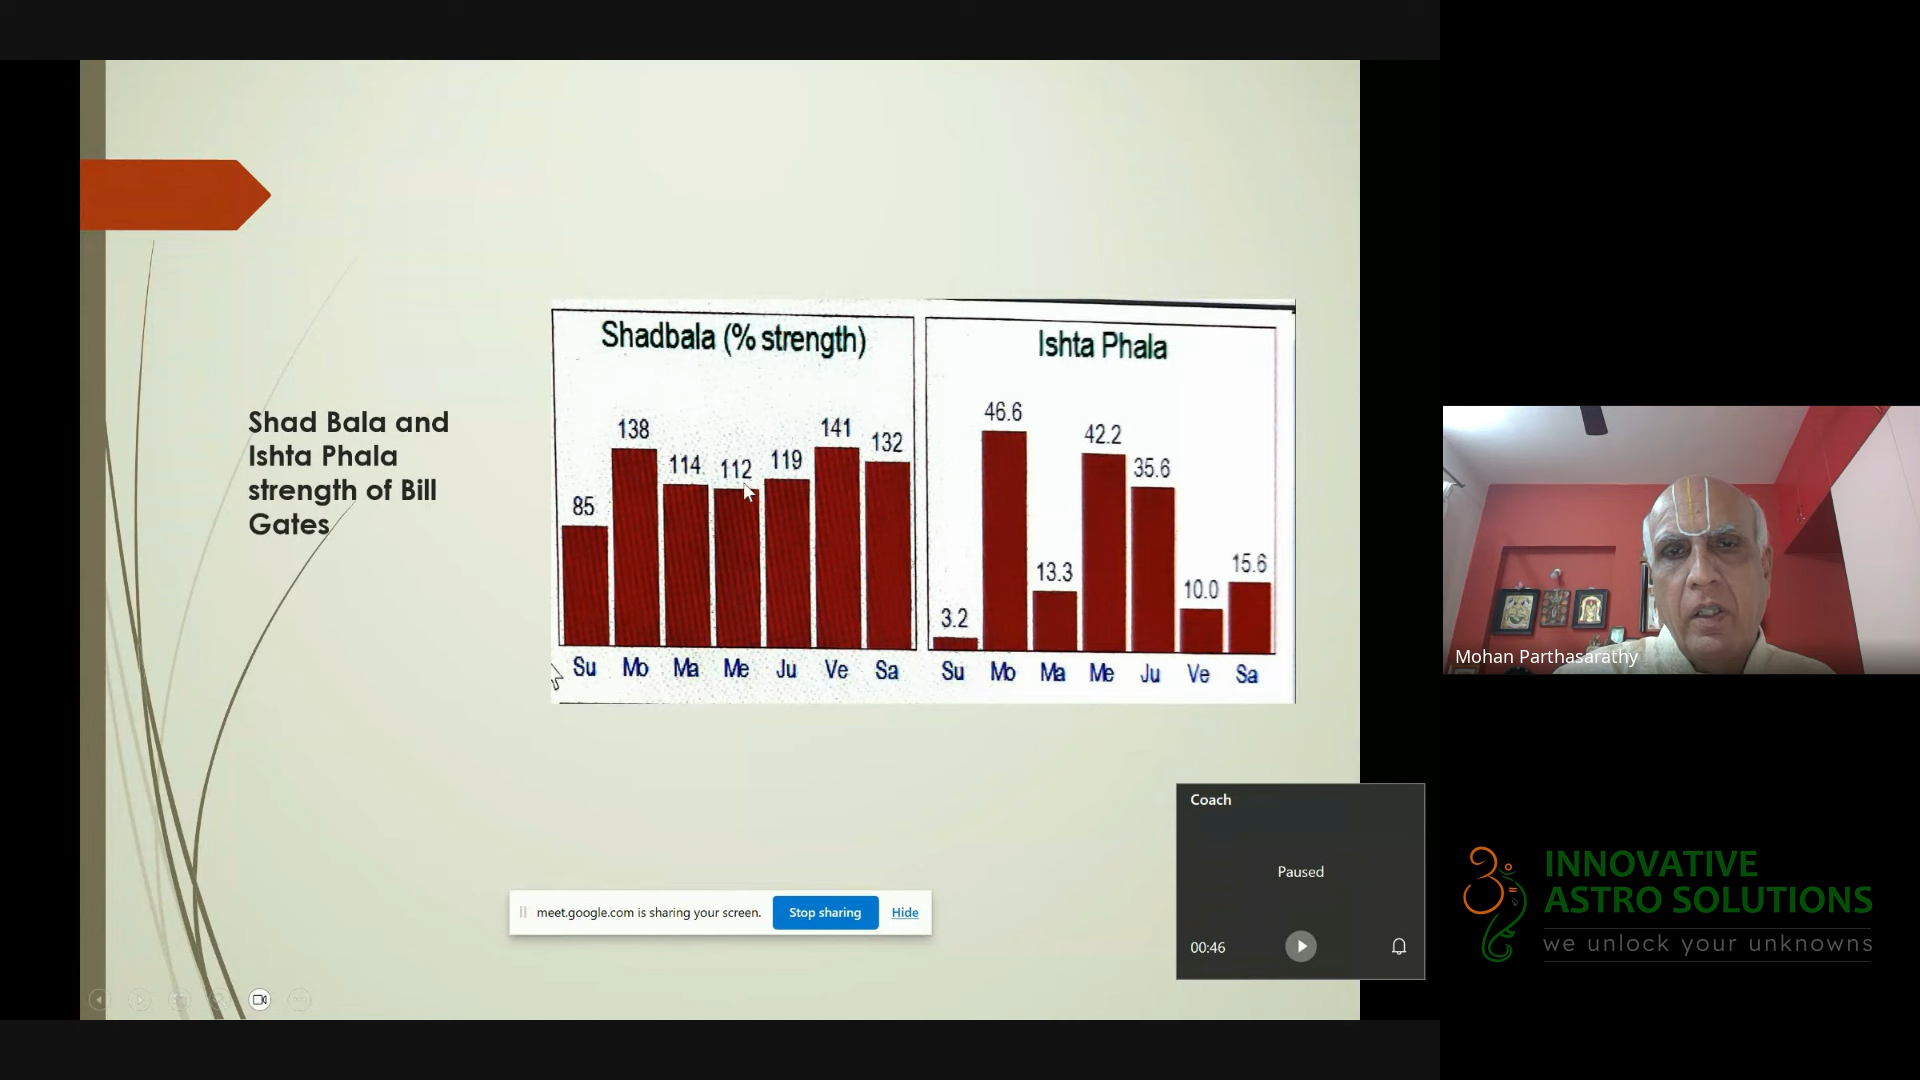 Shad Bala and
Ishta Phala
strength of Bill
Gates
Shadbala (% strength)
85
138
114
112
119
141
132
Su Mo Ma Me Ju Ve Sa
Ishta Phala
3.2
46.6
13.3
42.2
35.6
10.0
15.6
Su Mo Ma Me Ju Ve Sa
Mohan Parthasarathy
Coach
Paused
00:46
meet.google.com is sharing your screen. Stop sharing Hide
INNOVATIVE
ASTRO SOLUTIONS
we unlock your unknowns